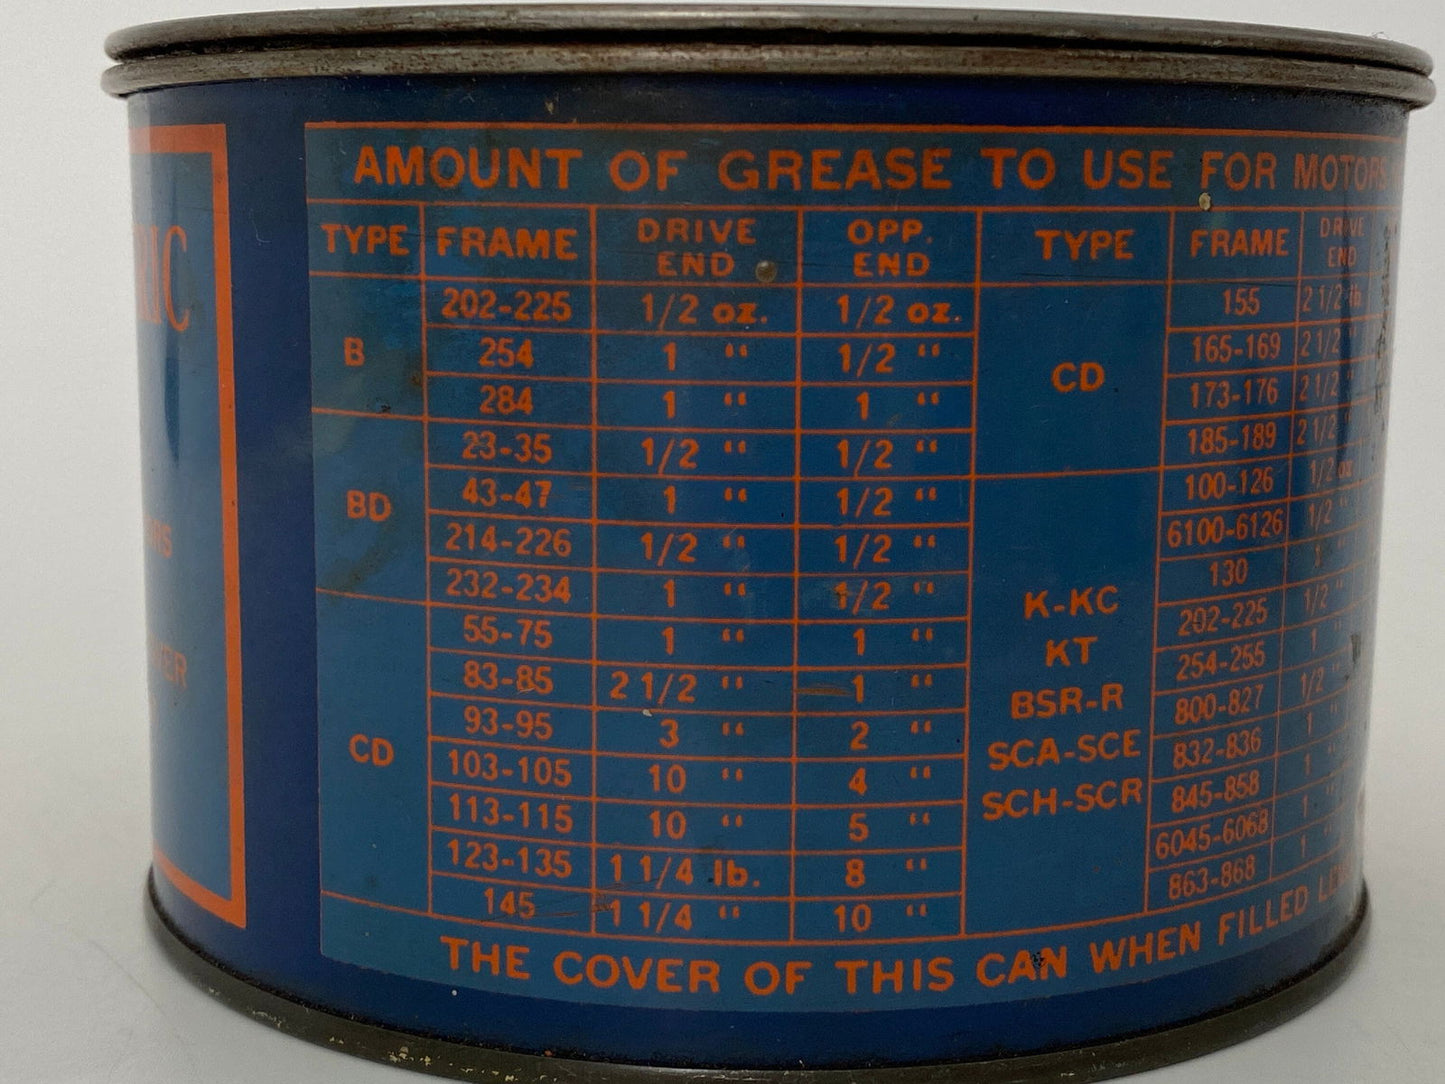 AMOUNT OF GREASE TO USE FOR MOTORS
TYPE FRAME DRIVE END OPP. END TYPE FRAME DRIVE END
B 202-225 1/2 oz. 1/2 oz. CD 155 2 1/2 lb
254 1 “ 1/2 “ 165-169 2 1/2
284 1 “ 1 “ 173-176 2 1/2 "
BD 23-35 1/2 “ 1/2 “ 185-189 2 1/2
43-47 1 “ 1/2 “ K-KC KT BSR-R SCA-SCE SCH-SCR 100-126 1/2 oz
214-226 1/2 “ 1/2 “ 6100-6126 1/2 "
232-234 1 “ 1/2 “ 130 1 "
CD 55-75 1 “ 1 “ 202-225 1/2 "
83-85 2 1/2 “ 1 “ 254-255 1 "
93-95 3 “ 2 “ 800-827 1/2 "
103-105 10 “ 4 “ 832-836 1 "
113-115 10 “ 5 “ 845-858 1 "
123-135 1 1/4 lb. 8 “ 6045-6068 1 "
145 1 1/4 “ 10 “ 863-868 1 "
THE COVER OF THIS CAN WHEN FILLED
RIC